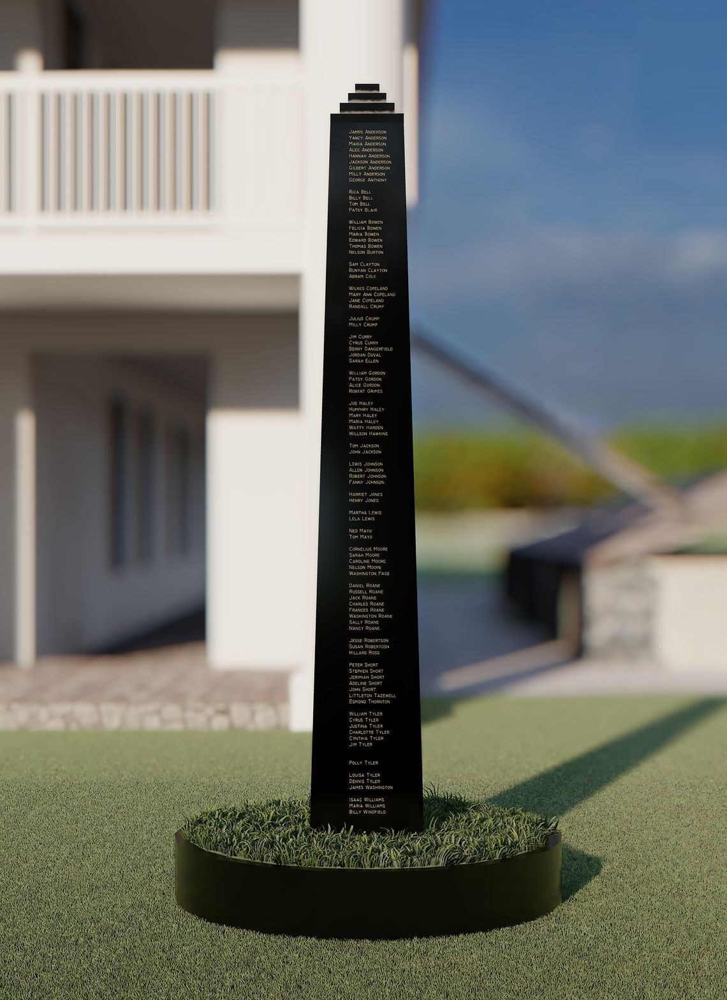 James Anderson
Yancy Anderson
Maria Anderson
Alec Anderson
Hannah Anderson
Jackson Anderson
Gilbert Anderson
Milly Anderson
George Anthony
Rica Bell
Billy Bell
Tom Bell
Patsy Blair
William Bowen
Felicia Bowen
Maria Bowen
Edward Bowen
Thomas Bowen
Nelson Burton
Sam Clayton
Bunyan Clayton
Abram Cole
Wilkes Copeland
Mary Ann Copeland
Jane Copeland
Randall Crump
Julius Crump
Milly Crump
Jim Curry
Cyrus Curry
Berry Dangerfield
Jordan Duval
Sarah Ellen
William Gordon
Patsy Gordon
Alice Gordon
Robert Grimes
Joe Haley
Humphry Haley
Mary Haley
Maria Haley
Watty Harden
Willson Hawkins
Tom Jackson
John Jackson
Lewis Johnson
Allen Johnson
Robert Johnson
Fanny Johnson
Harriet Jones
Henry Jones
Martha Lewis
Lela Lewis
Ned Mayo
Tom Mayo
Cornelius Moore
Sarah Moore
Caroline Moore
Nelson Moore
Washington Page
Daniel Roane
Russell Roane
Jack Roane
Charles Roane
Frances Roane
Washington Roane
Sally Roane
Nancy Roane
Jesse Robertson
Susan Robertosn
Hillard Ross
Peter Short
Stephen Short
Jerimiah Short
Adeline Short
John Short
Littleton Tazewell
Edmond Thornton
William Tyler
Cyrus Tyler
Justina Tyler
Charlotte Tyler
Cynthia Tyler
Jim Tyler
Polly Tyler
Louisa Tyler
Dennis Tyler
James Washington
Isaac Williams
Maria Williams
Billy Wingfield